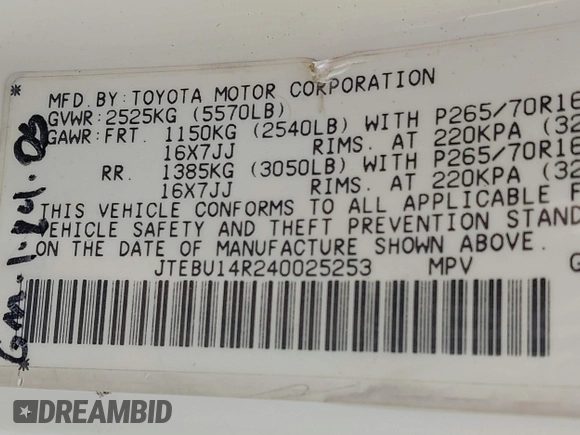 * MFD. BY: TOYOTA MOTOR CORPORATION
GVWR: 2525KG (5570LB)
GAWR: FRT. 1150KG (2540LB) WITH P265/70R16
16X7JJ RIMS. AT 220KPA (32
RR. 1385KG (3050LB) WITH P265/70R16
16X7JJ RIMS. AT 220KPA (32
THIS VEHICLE CONFORMS TO ALL APPLICABLE F
VEHICLE SAFETY AND THEFT PREVENTION STAND
ON THE DATE OF MANUFACTURE SHOWN ABOVE.
JTEBU14R240025253 MPV
*
DREAMBID